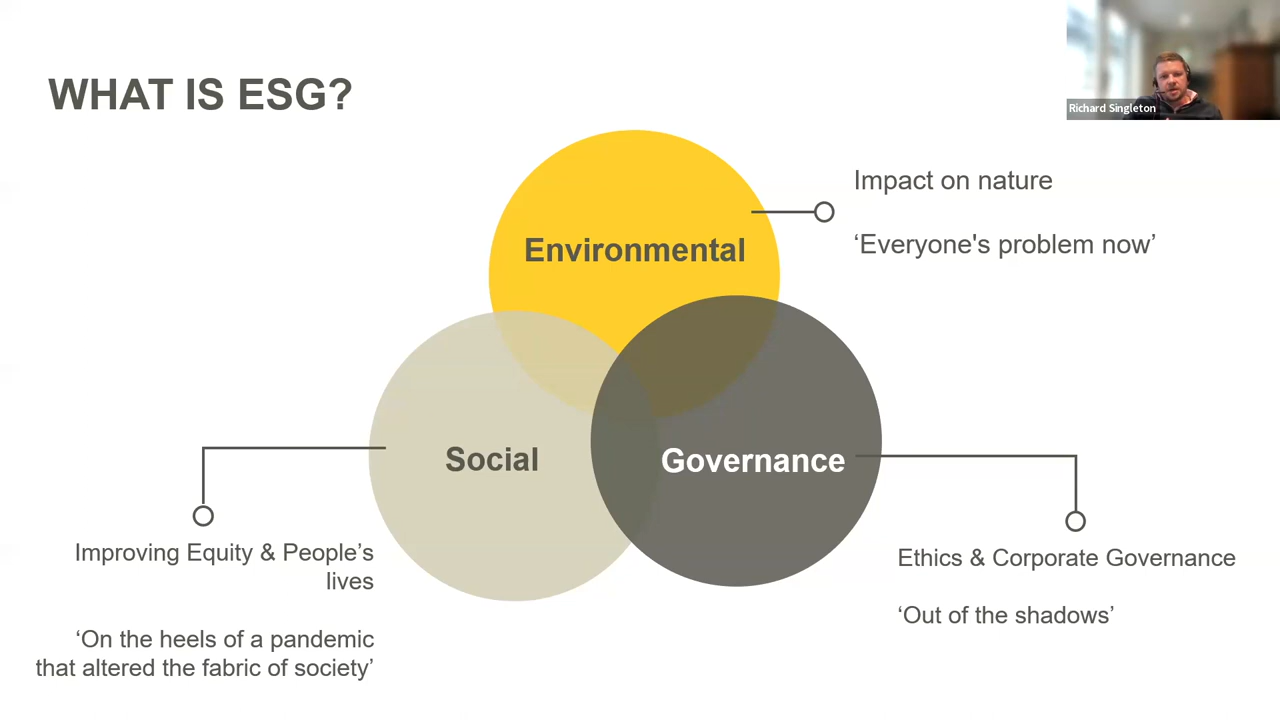 WHAT IS ESG?
Richard Singleton
Impact on nature
‘Everyone's problem now’
Environmental
Social
Governance
Improving Equity & People’s
lives
‘On the heels of a pandemic
that altered the fabric of society’
Ethics & Corporate Governance
‘Out of the shadows’